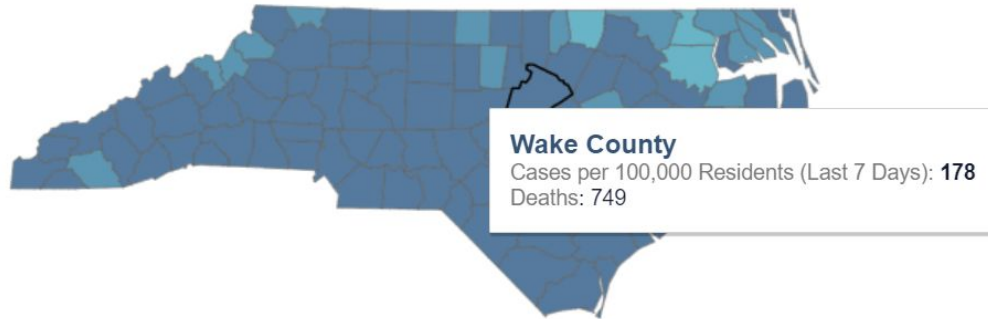 Wake County
Cases per 100,000 Residents (Last 7 Days): 178
Deaths: 749